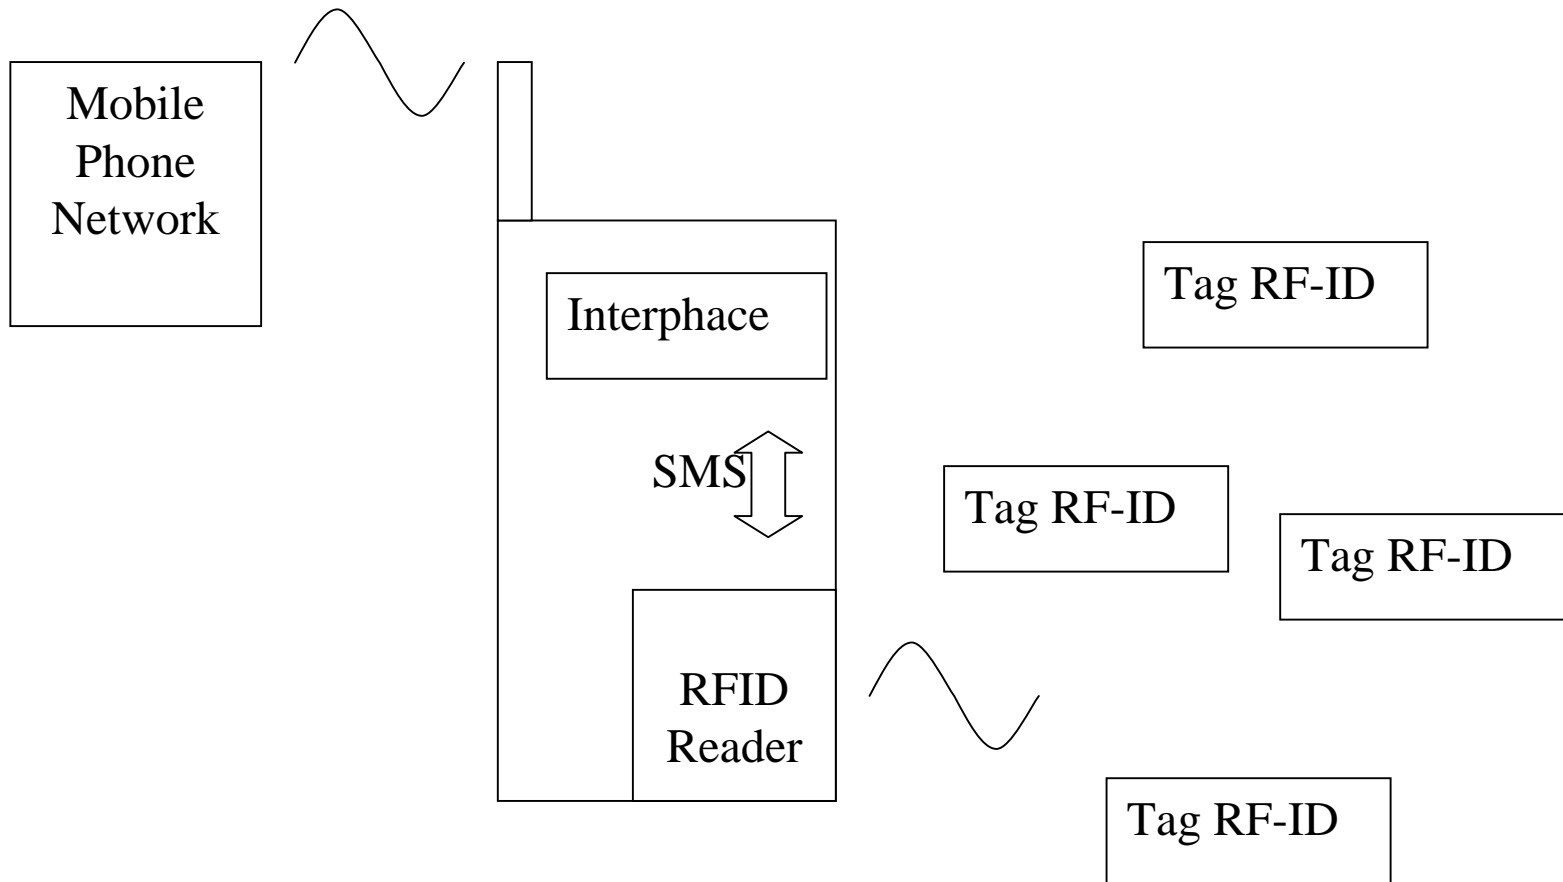 Mobile
Phone
Network
Interphace
SMS
RFID
Reader
Tag RF-ID
Tag RF-ID
Tag RF-ID
Tag RF-ID